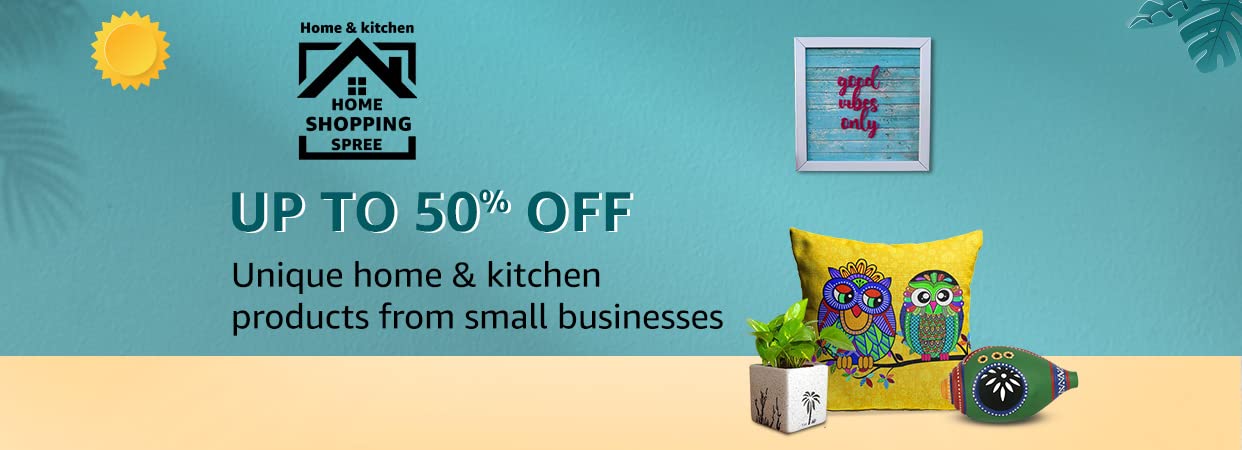 Home & kitchen
HOME
SHOPPING
SPREE
UP TO 50% OFF
Unique home & kitchen
products from small businesses
good
vibes
only